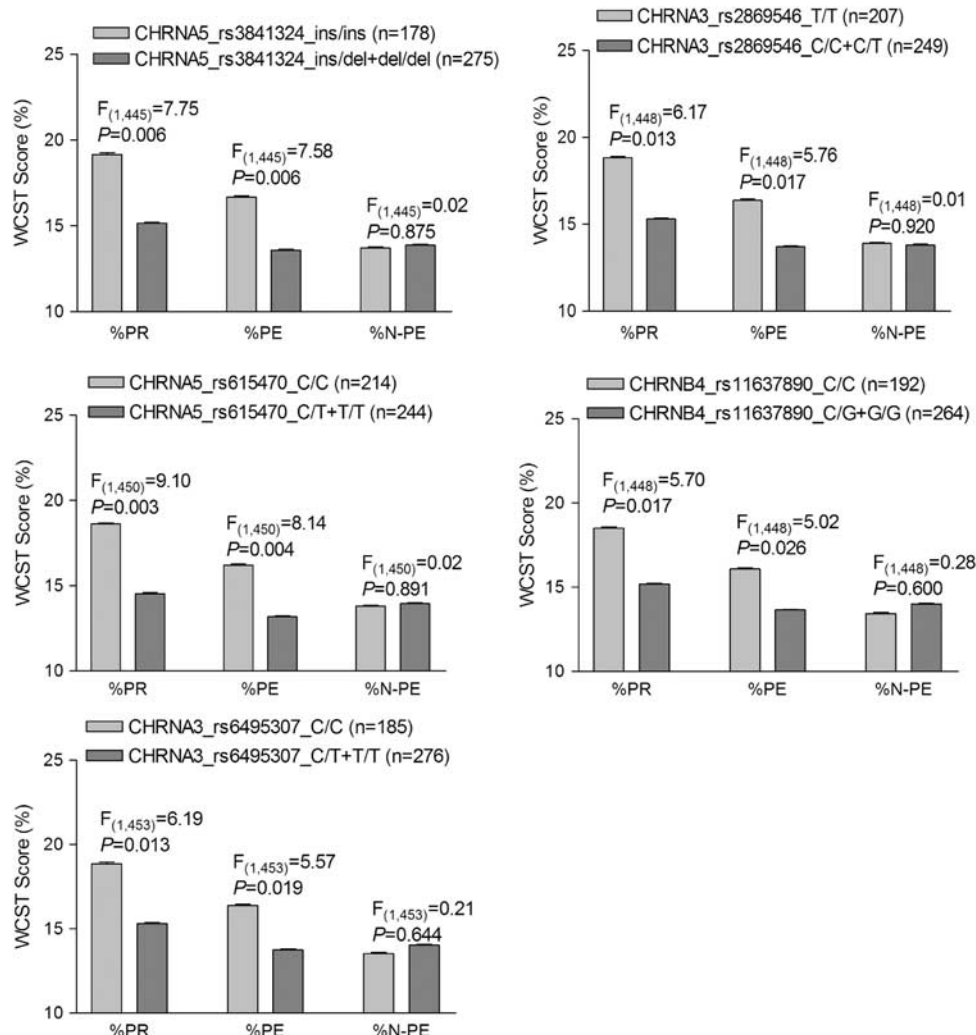 CHRNA5_rs3841324_ins/ins (n=178)
CHRNA5_rs3841324_ins/del+del/del (n=275)
WCST Score (%)
25
20
15
10
F(1,445)=7.75
P=0.006
F(1,445)=7.58
P=0.006
F(1,445)=0.02
P=0.875
%PR
%PE
%N-PE
CHRNA3_rs2869546_T/T (n=207)
CHRNA3_rs2869546_C/C+C/T (n=249)
WCST Score (%)
25
20
15
10
F(1,448)=6.17
P=0.013
F(1,448)=5.76
P=0.017
F(1,448)=0.01
P=0.920
%PR
%PE
%N-PE
CHRNA5_rs615470_C/C (n=214)
CHRNA5_rs615470_C/T+T/T (n=244)
WCST Score (%)
25
20
15
10
F(1,450)=9.10
P=0.003
F(1,450)=8.14
P=0.004
F(1,450)=0.02
P=0.891
%PR
%PE
%N-PE
CHRNB4_rs11637890_C/C (n=192)
CHRNB4_rs11637890_C/G+G/G (n=264)
WCST Score (%)
25
20
15
10
F(1,448)=5.70
P=0.017
F(1,448)=5.02
P=0.026
F(1,448)=0.28
P=0.600
%PR
%PE
%N-PE
CHRNA3_rs6495307_C/C (n=185)
CHRNA3_rs6495307_C/T+T/T (n=276)
WCST Score (%)
25
20
15
10
F(1,453)=6.19
P=0.013
F(1,453)=5.57
P=0.019
F(1,453)=0.21
P=0.644
%PR
%PE
%N-PE